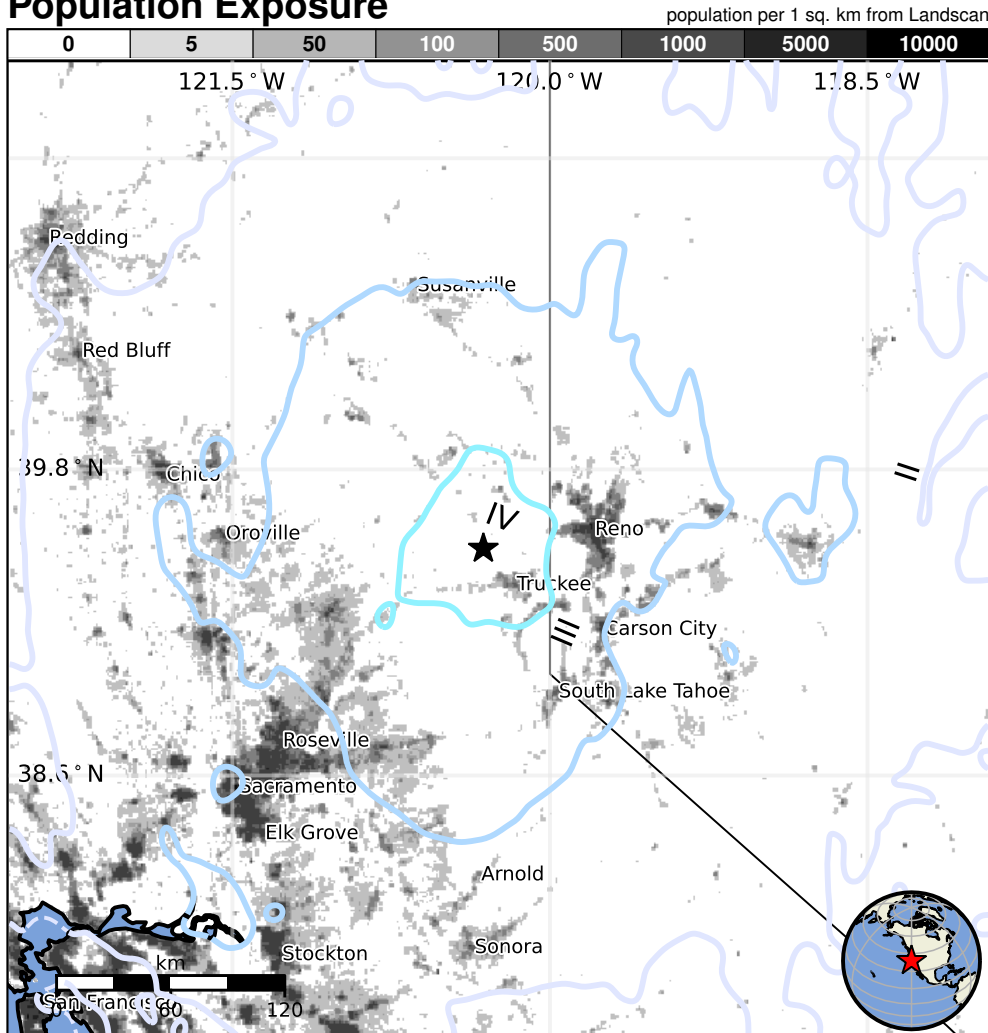 Population Exposure
population per 1 sq. km from Landscan
0 5 50 100 500 1000 5000 10000
121.5°W 120.0°W 118.5°W
Redding
Susanville
Red Bluff
39.8°N
II
Chico
IV
Oroville
Reno
Truckee
III
Carson City
South Lake Tahoe
Roseville
38.6°N
Sacramento
Elk Grove
Arnold
Sonora
Stockton
km
San Francisco
0 60 120